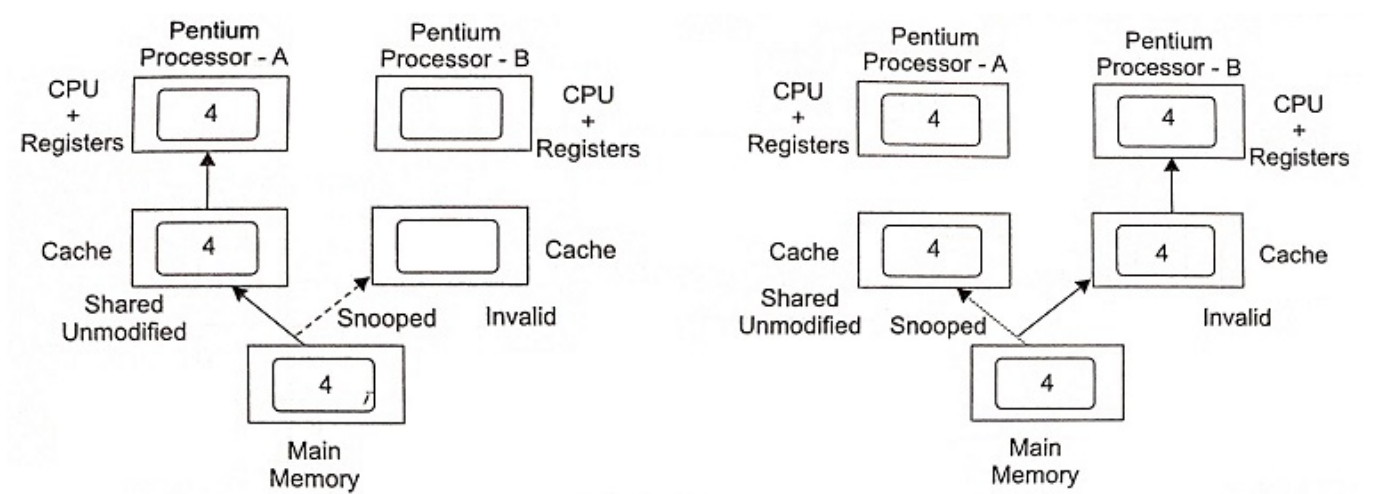 Pentium
Processor - A
CPU
+
Registers
4
Pentium
Processor - B
CPU
+
Registers
Cache
4
Cache
Shared
Unmodified
Snooped
Invalid
4
Main
Memory
Pentium
Processor - A
CPU
+
Registers
4
Pentium
Processor - B
4
CPU
+
Registers
Cache
4
4
Cache
Shared
Unmodified
Snooped
Invalid
4
Main
Memory